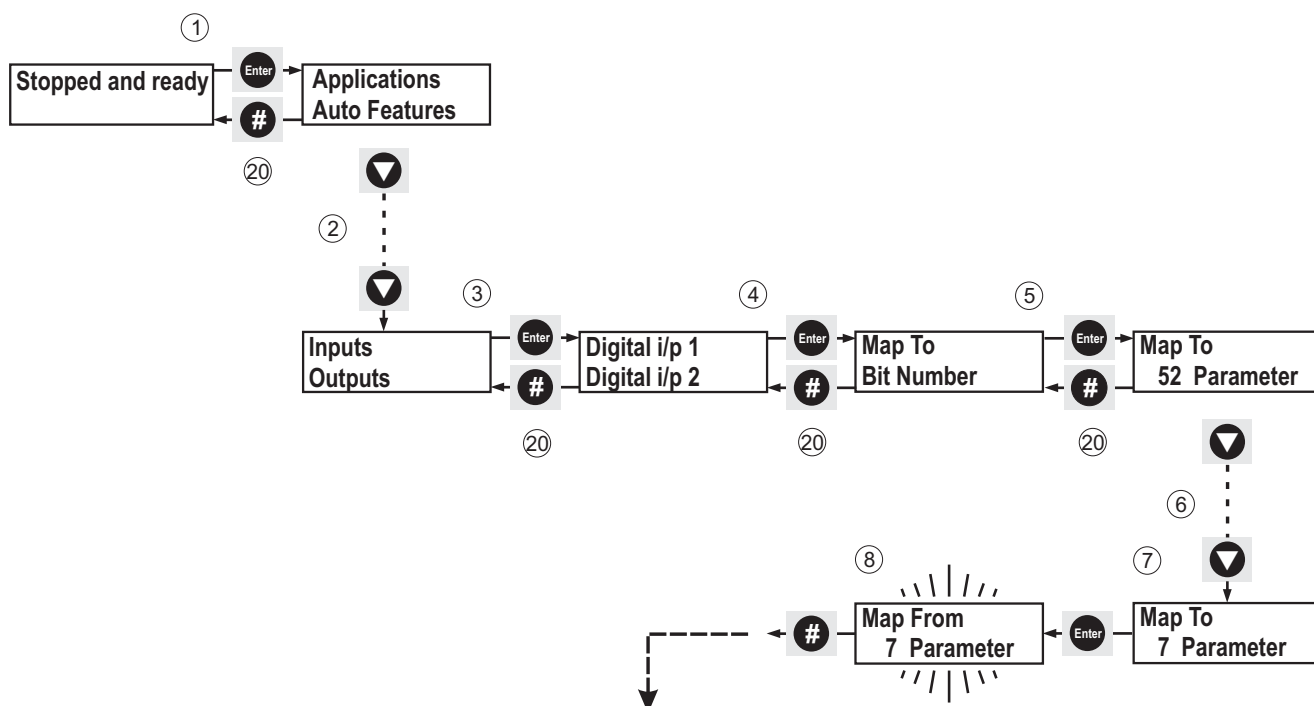 ①
Stopped and ready
Enter
#
⑳
Applications
Auto Features
②
Inputs
Outputs
③
Enter
#
⑳
Digital i/p 1
Digital i/p 2
④
Enter
#
⑳
Map To
Bit Number
⑤
Enter
#
⑳
Map To
52 Parameter
⑥
⑦
Map To
7 Parameter
Enter
⑧
Map From
7 Parameter
#